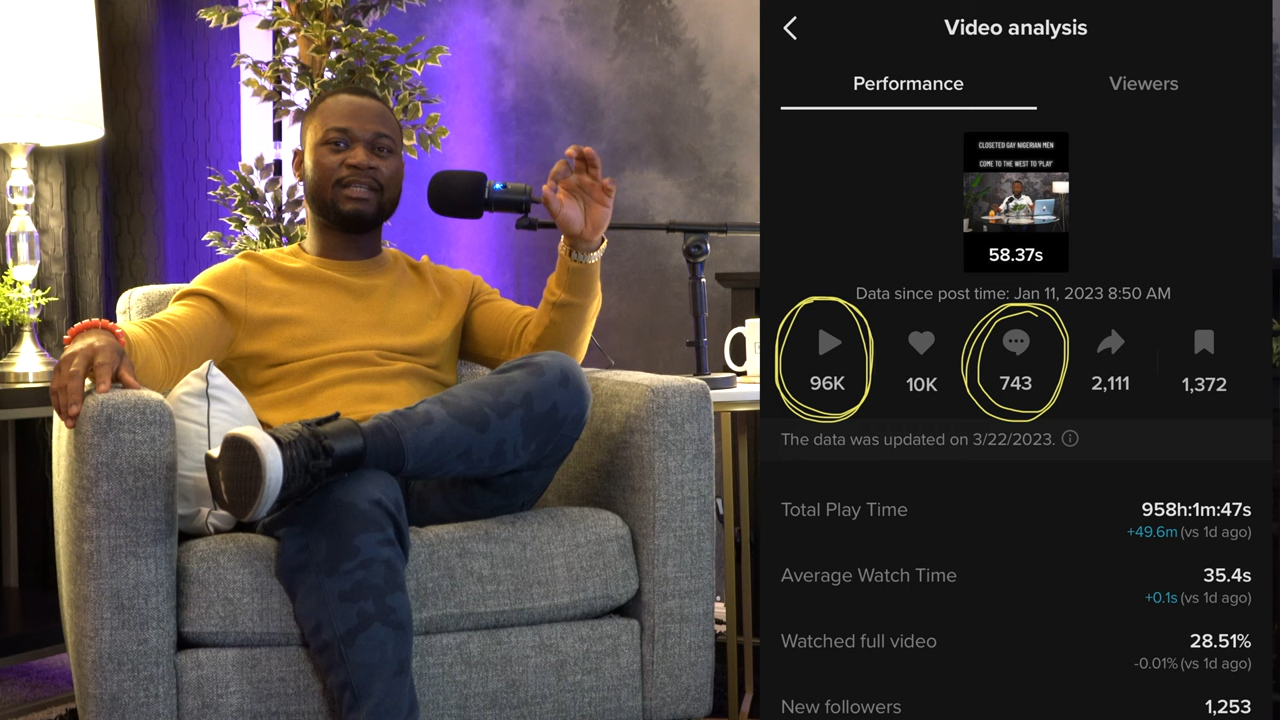 Video analysis
Performance Viewers
CLOSETED GAY NIGERIAN MEN
COME TO THE WEST TO 'PLAY'
58.37s
Data since post time: Jan 11, 2023 8:50 AM
96K 10K 743 2,111 1,372
The data was updated on 3/22/2023.
Total Play Time 958h:1m:47s
+49.6m (vs 1d ago)
Average Watch Time 35.4s
+0.1s (vs 1d ago)
Watched full video 28.51%
-0.01% (vs 1d ago)
New followers 1,253